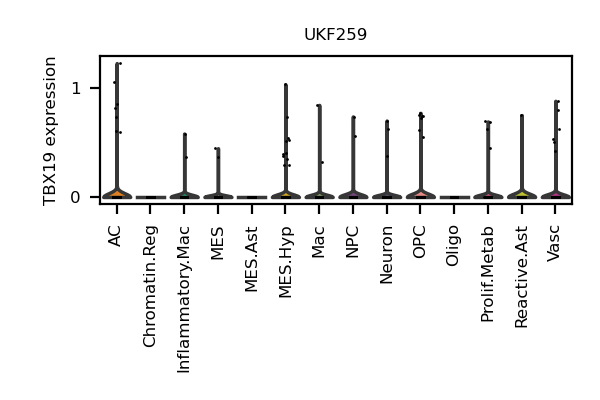 UKF259
TBX19 expression
1
0
AC
Chromatin.Reg
Inflammatory.Mac
MES
MES.Ast
MES.Hyp
Mac
NPC
Neuron
OPC
Oligo
Prolif.Metab
Reactive.Ast
Vasc